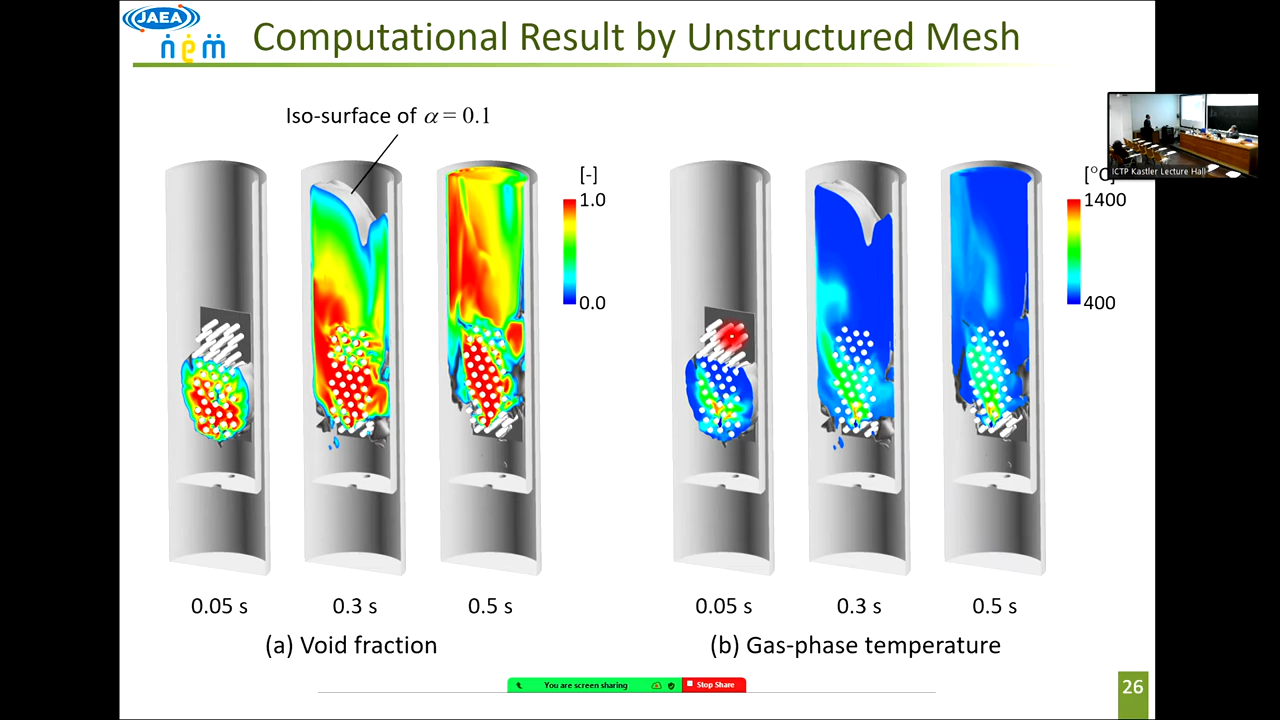 JAEA
nėm
Computational Result by Unstructured Mesh
Iso-surface of α = 0.1
[-]
1.0
0.0
[°C]
1400
400
ICTP Kastler Lecture Hall
0.05 s
0.3 s
0.5 s
0.05 s
0.3 s
0.5 s
(a) Void fraction
(b) Gas-phase temperature
You are screen sharing
Stop Share
26